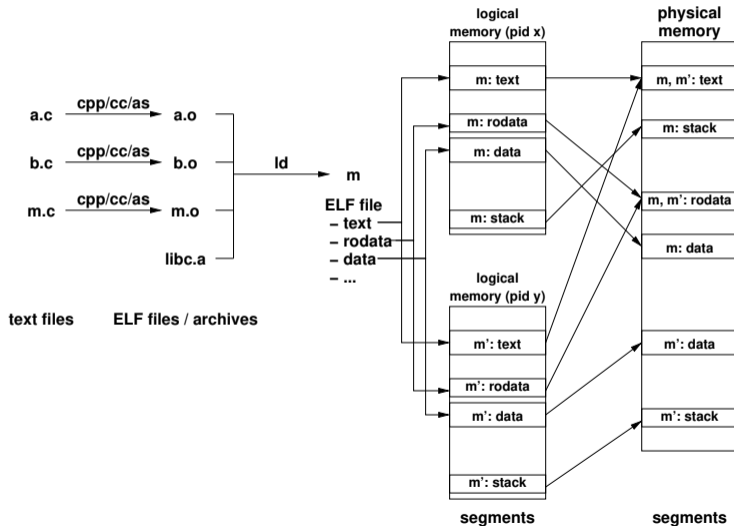 logical
memory (pid x)
physical
memory
m: text
m, m': text
a.c
cpp/cc/as
a.o
m: rodata
m: stack
m: data
b.c
cpp/cc/as
b.o
ld
m
ELF file
– text
– rodata
– data
– ...
m.c
cpp/cc/as
m.o
m, m': rodata
m: stack
m: data
libc.a
logical
memory (pid y)
text files
ELF files / archives
m': text
m': data
m': rodata
m': data
m': stack
m': stack
segments
segments